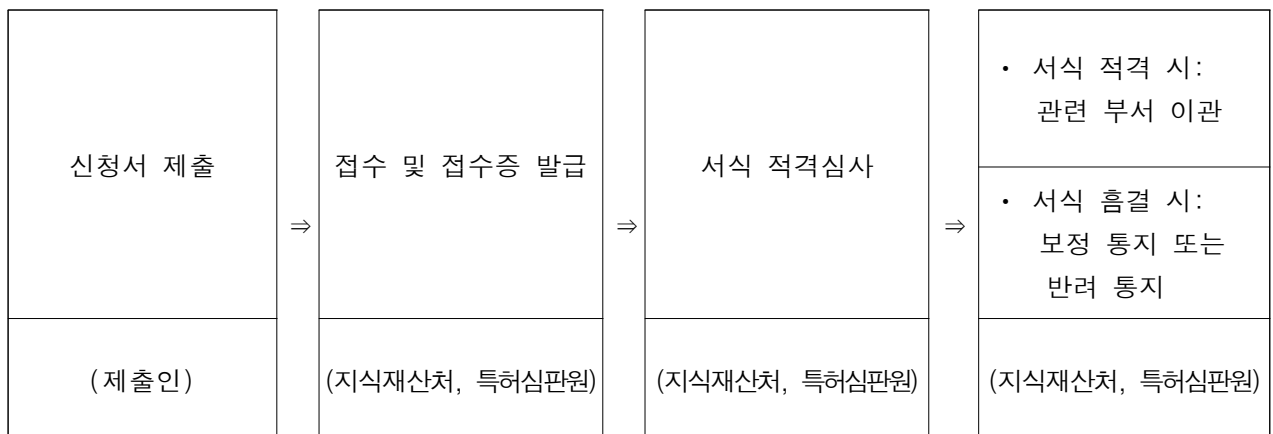 신청서 제출
⇒
접수 및 접수증 발급
⇒
서식 적격심사
⇒
• 서식 적격 시:
관련 부서 이관
• 서식 흠결 시:
보정 통지 또는
반려 통지
(제출인)
(지식재산처, 특허심판원)
(지식재산처, 특허심판원)
(지식재산처, 특허심판원)